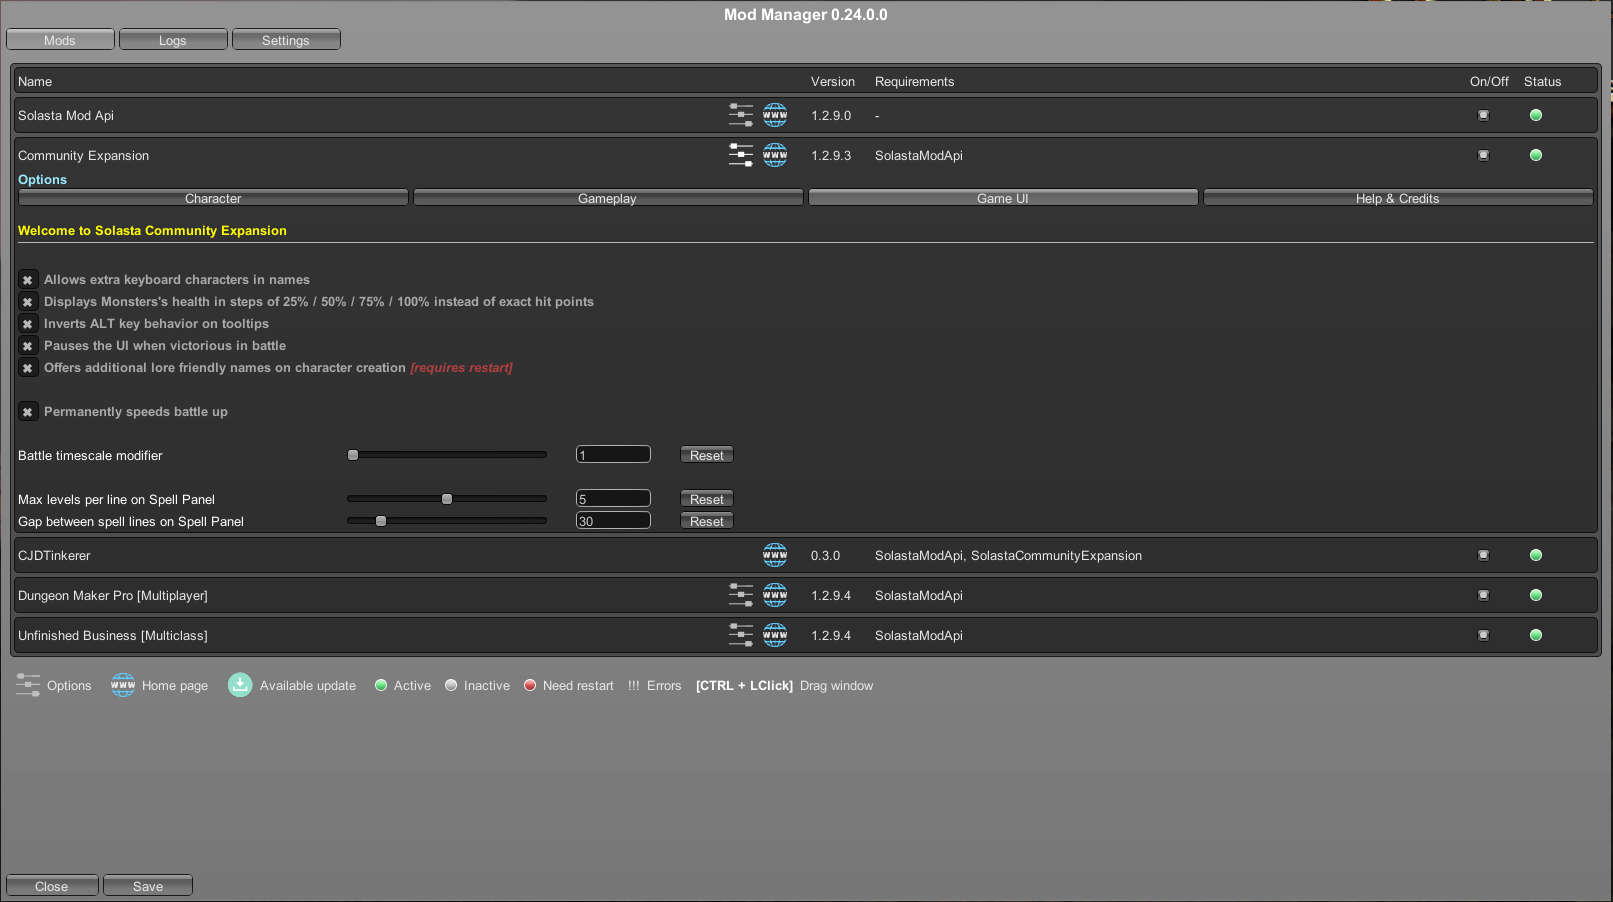 Mod Manager 0.24.0.0
Mods Logs Settings
Name Version Requirements On/Off Status
Solasta Mod Api WWW 1.2.9.0 -
Community Expansion WWW 1.2.9.3 SolastaModApi
Options
Character Gameplay Game UI Help & Credits
Welcome to Solasta Community Expansion
Allows extra keyboard characters in names
Displays Monsters's health in steps of 25% / 50% / 75% / 100% instead of exact hit points
Inverts ALT key behavior on tooltips
Pauses the UI when victorious in battle
Offers additional lore friendly names on character creation [requires restart]
Permanently speeds battle up
Battle timescale modifier 1 Reset
Max levels per line on Spell Panel 5 Reset
Gap between spell lines on Spell Panel 30 Reset
CJDTinkerer WWW 0.3.0 SolastaModApi, SolastaCommunityExpansion
Dungeon Maker Pro [Multiplayer] WWW 1.2.9.4 SolastaModApi
Unfinished Business [Multiclass] WWW 1.2.9.4 SolastaModApi
Options WWW Home page Available update Active Inactive Need restart !!! Errors [CTRL + LClick] Drag window
Close Save